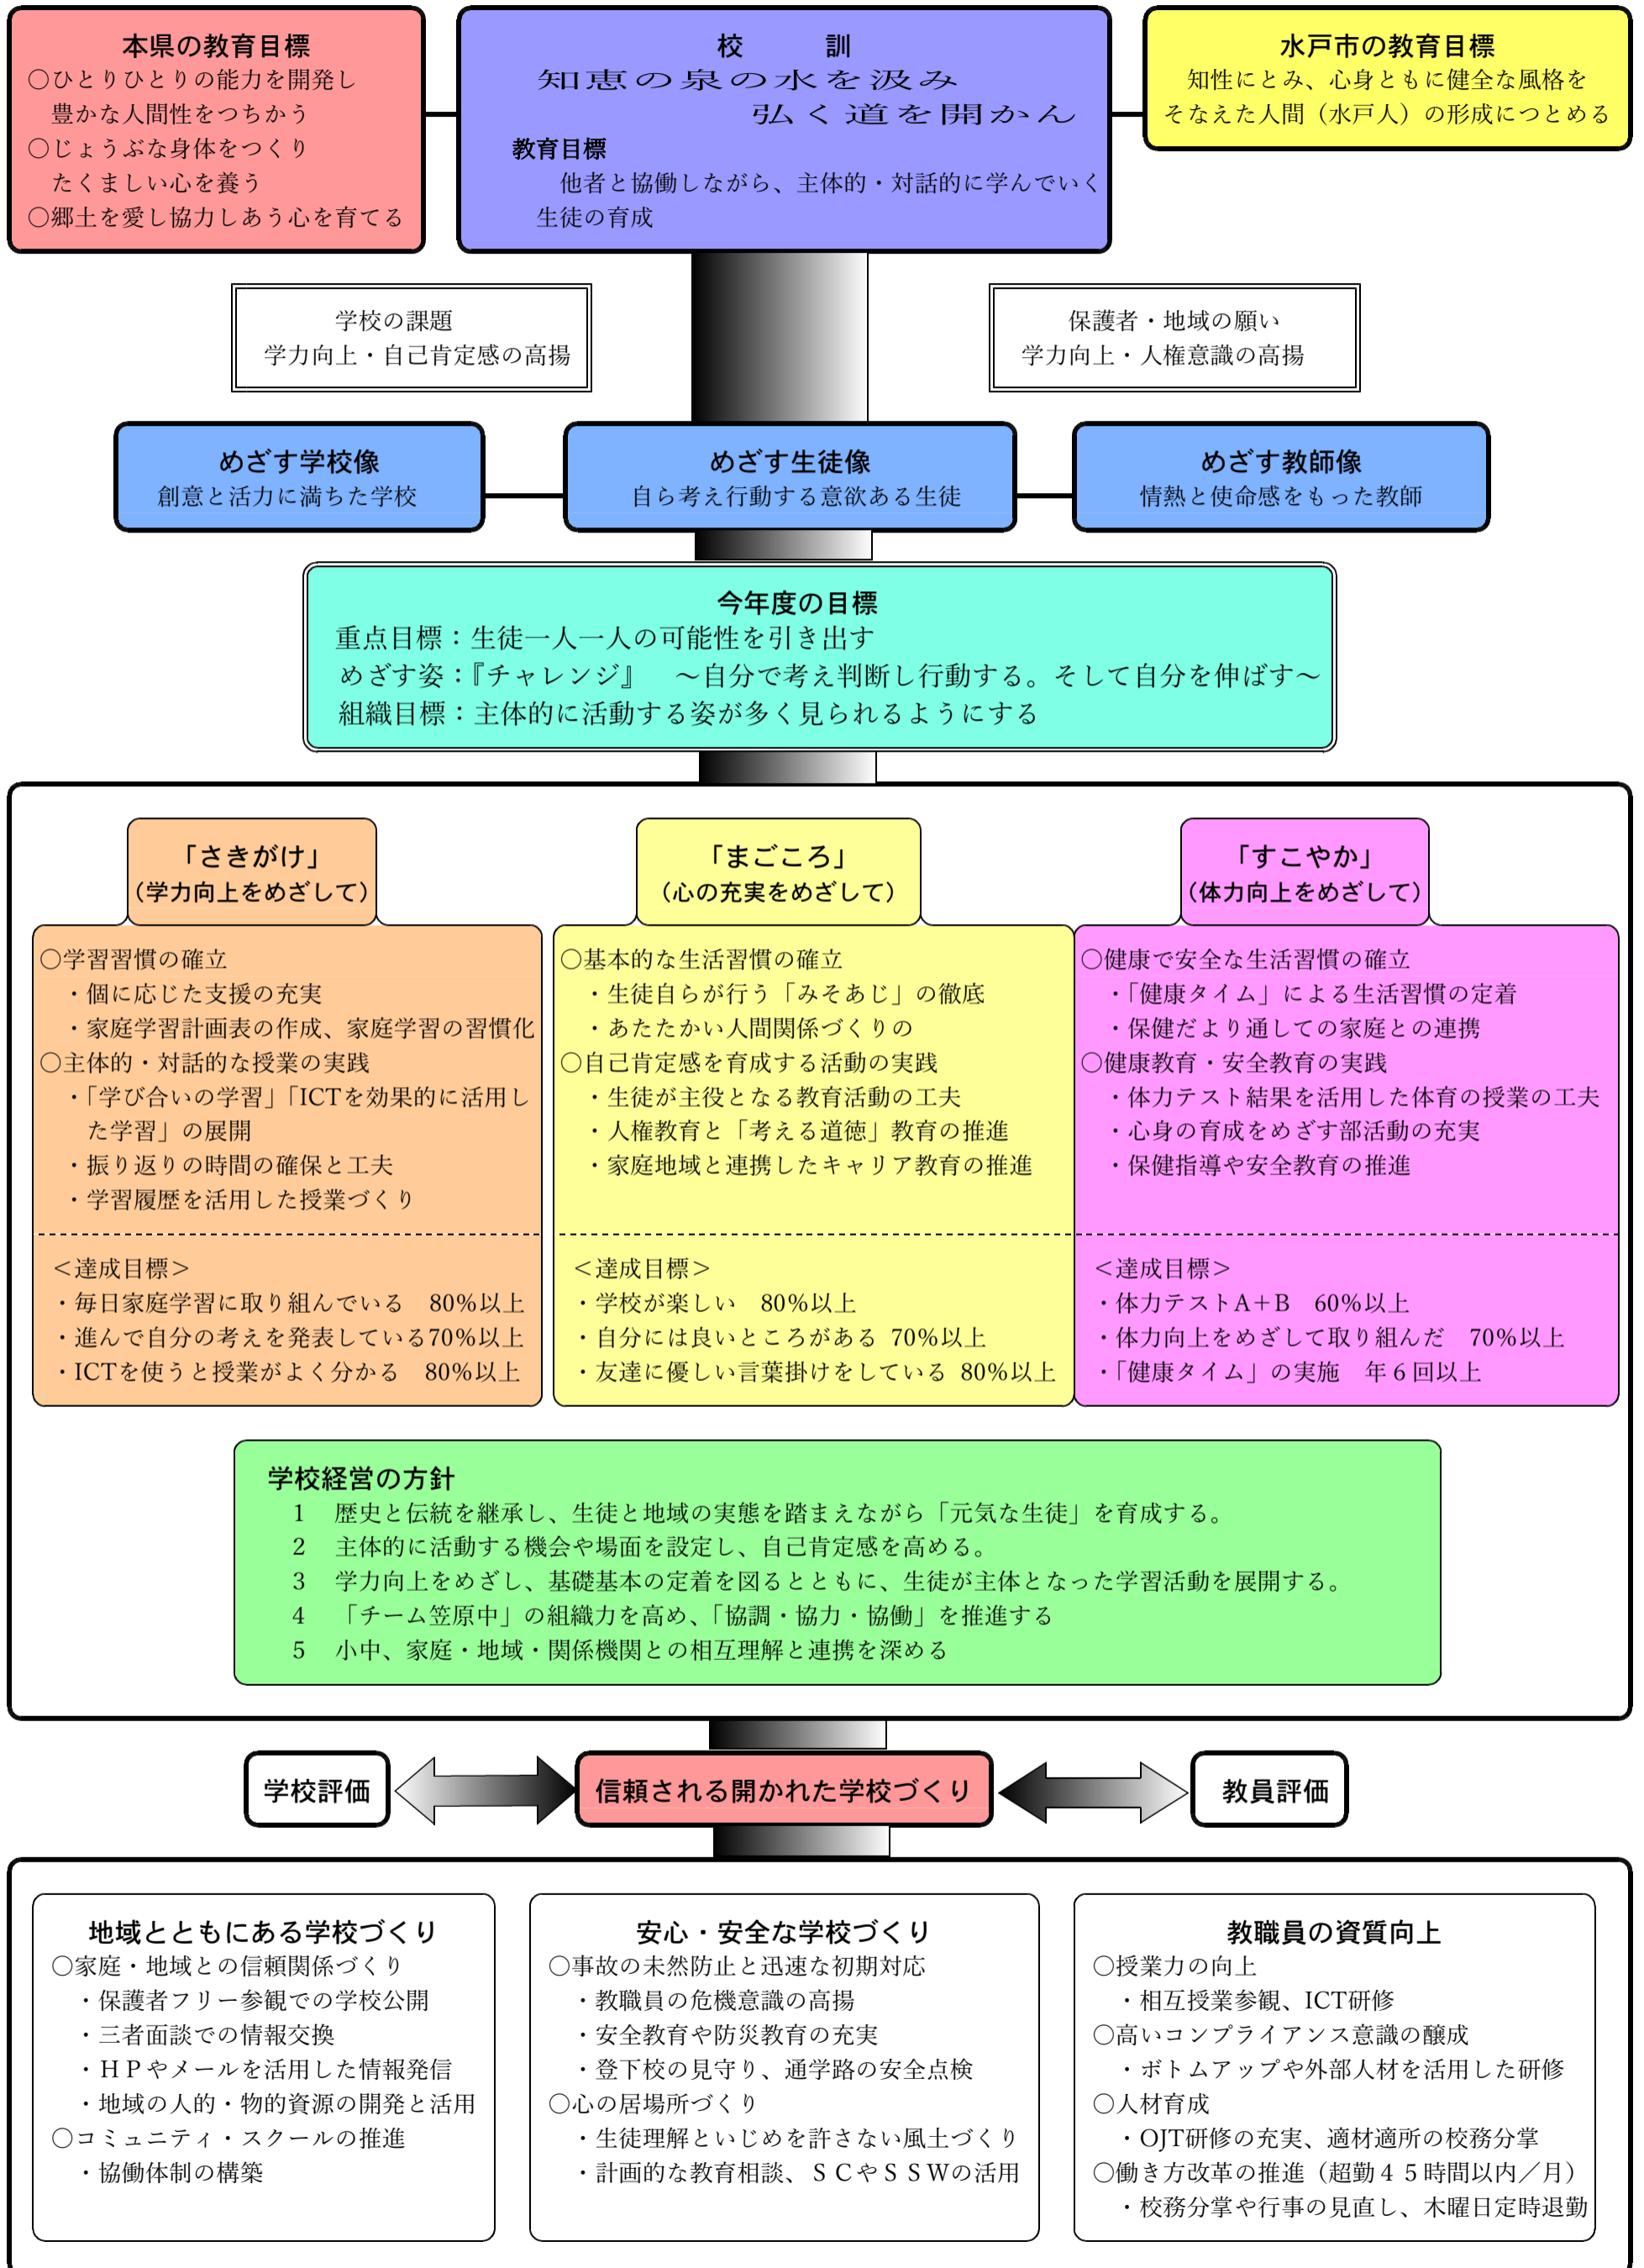 本県の教育目標
○ひとりひとりの能力を開発し
豊かな人間性をつちかう
○じょうぶな身体をつくり
たくましい心を養う
○郷土を愛し協力しあう心を育てる
校　訓
知恵の泉の水を汲み
弘く道を開かん
教育目標
他者と協働しながら、主体的・対話的に学んでいく
生徒の育成
水戸市の教育目標
知性にとみ、心身ともに健全な風格を
そなえた人間（水戸人）の形成につとめる
学校の課題
学力向上・自己肯定感の高揚
保護者・地域の願い
学力向上・人権意識の高揚
めざす学校像
創意と活力に満ちた学校
めざす生徒像
自ら考え行動する意欲ある生徒
めざす教師像
情熱と使命感をもった教師
今年度の目標
重点目標：生徒一人一人の可能性を引き出す
めざす姿：『チャレンジ』　～自分で考え判断し行動する。そして自分を伸ばす～
組織目標：主体的に活動する姿が多く見られるようにする
「さきがけ」
（学力向上をめざして）
○学習習慣の確立
・個に応じた支援の充実
・家庭学習計画表の作成、家庭学習の習慣化
○主体的・対話的な授業の実践
・「学び合いの学習」「ICTを効果的に活用し
た学習」の展開
・振り返りの時間の確保と工夫
・学習履歴を活用した授業づくり
＜達成目標＞
・毎日家庭学習に取り組んでいる　80％以上
・進んで自分の考えを発表している70％以上
・ICTを使うと授業がよく分かる　80％以上
「まごころ」
（心の充実をめざして）
○基本的な生活習慣の確立
・生徒自らが行う「みそあじ」の徹底
・あたたかい人間関係づくりの
○自己肯定感を育成する活動の実践
・生徒が主役となる教育活動の工夫
・人権教育と「考える道徳」教育の推進
・家庭地域と連携したキャリア教育の推進
＜達成目標＞
・学校が楽しい　80％以上
・自分には良いところがある 70％以上
・友達に優しい言葉掛けをしている 80％以上
「すこやか」
（体力向上をめざして）
○健康で安全な生活習慣の確立
・「健康タイム」による生活習慣の定着
・保健だより通しての家庭との連携
○健康教育・安全教育の実践
・体力テスト結果を活用した体育の授業の工夫
・心身の育成をめざす部活動の充実
・保健指導や安全教育の推進
＜達成目標＞
・体力テストA＋B　60％以上
・体力向上をめざして取り組んだ　70％以上
・「健康タイム」の実施　年６回以上
学校経営の方針
1　歴史と伝統を継承し、生徒と地域の実態を踏まえながら「元気な生徒」を育成する。
2　主体的に活動する機会や場面を設定し、自己肯定感を高める。
3　学力向上をめざし、基礎基本の定着を図るとともに、生徒が主体となった学習活動を展開する。
4　「チーム笠原中」の組織力を高め、「協調・協力・協働」を推進する
5　小中、家庭・地域・関係機関との相互理解と連携を深める
学校評価
信頼される開かれた学校づくり
教員評価
地域とともにある学校づくり
○家庭・地域との信頼関係づくり
・保護者フリー参観での学校公開
・三者面談での情報交換
・ＨＰやメールを活用した情報発信
・地域の人的・物的資源の開発と活用
○コミュニティ・スクールの推進
・協働体制の構築
安心・安全な学校づくり
○事故の未然防止と迅速な初期対応
・教職員の危機意識の高揚
・安全教育や防災教育の充実
・登下校の見守り、通学路の安全点検
○心の居場所づくり
・生徒理解といじめを許さない風土づくり
・計画的な教育相談、ＳＣやＳＳＷの活用
教職員の資質向上
○授業力の向上
・相互授業参観、ICT研修
○高いコンプライアンス意識の醸成
・ボトムアップや外部人材を活用した研修
○人材育成
・OJT研修の充実、適材適所の校務分掌
○働き方改革の推進（超勤４５時間以内／月）
・校務分掌や行事の見直し、木曜日定時退勤